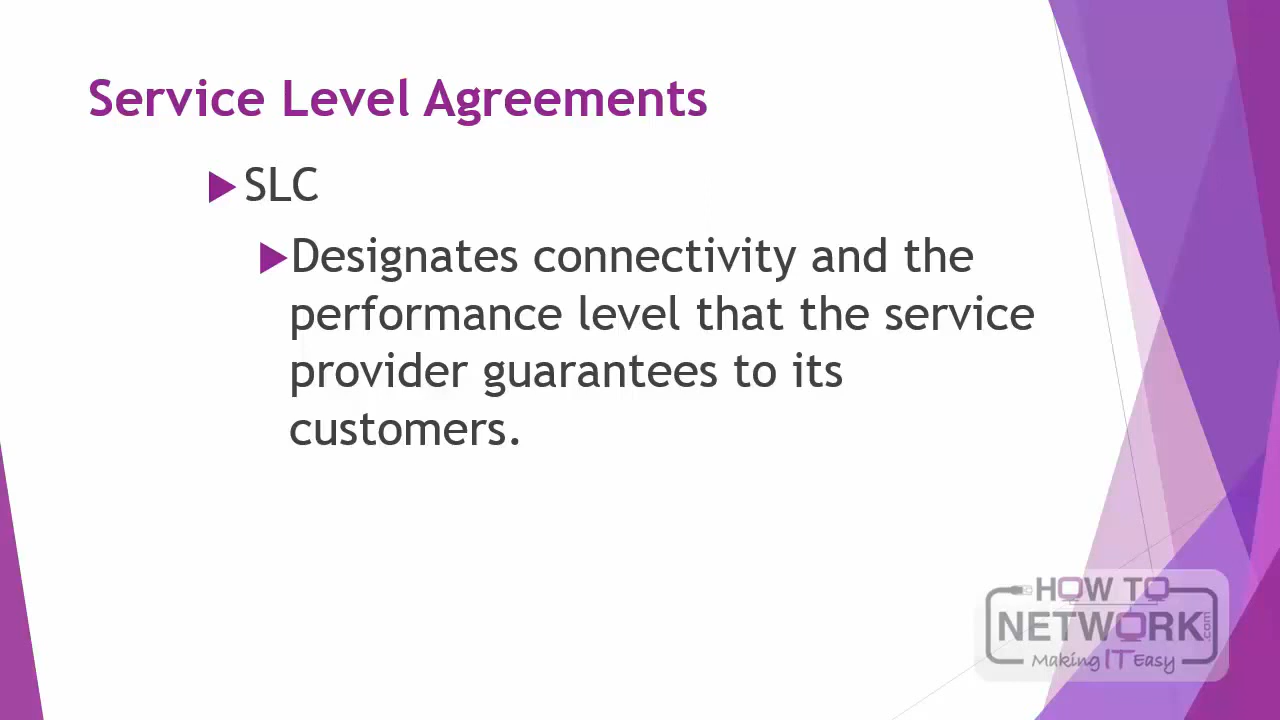 Service Level Agreements
SLC
Designates connectivity and the
performance level that the service
provider guarantees to its
customers.
HOW TO
NETWORK.com
Making IT Easy